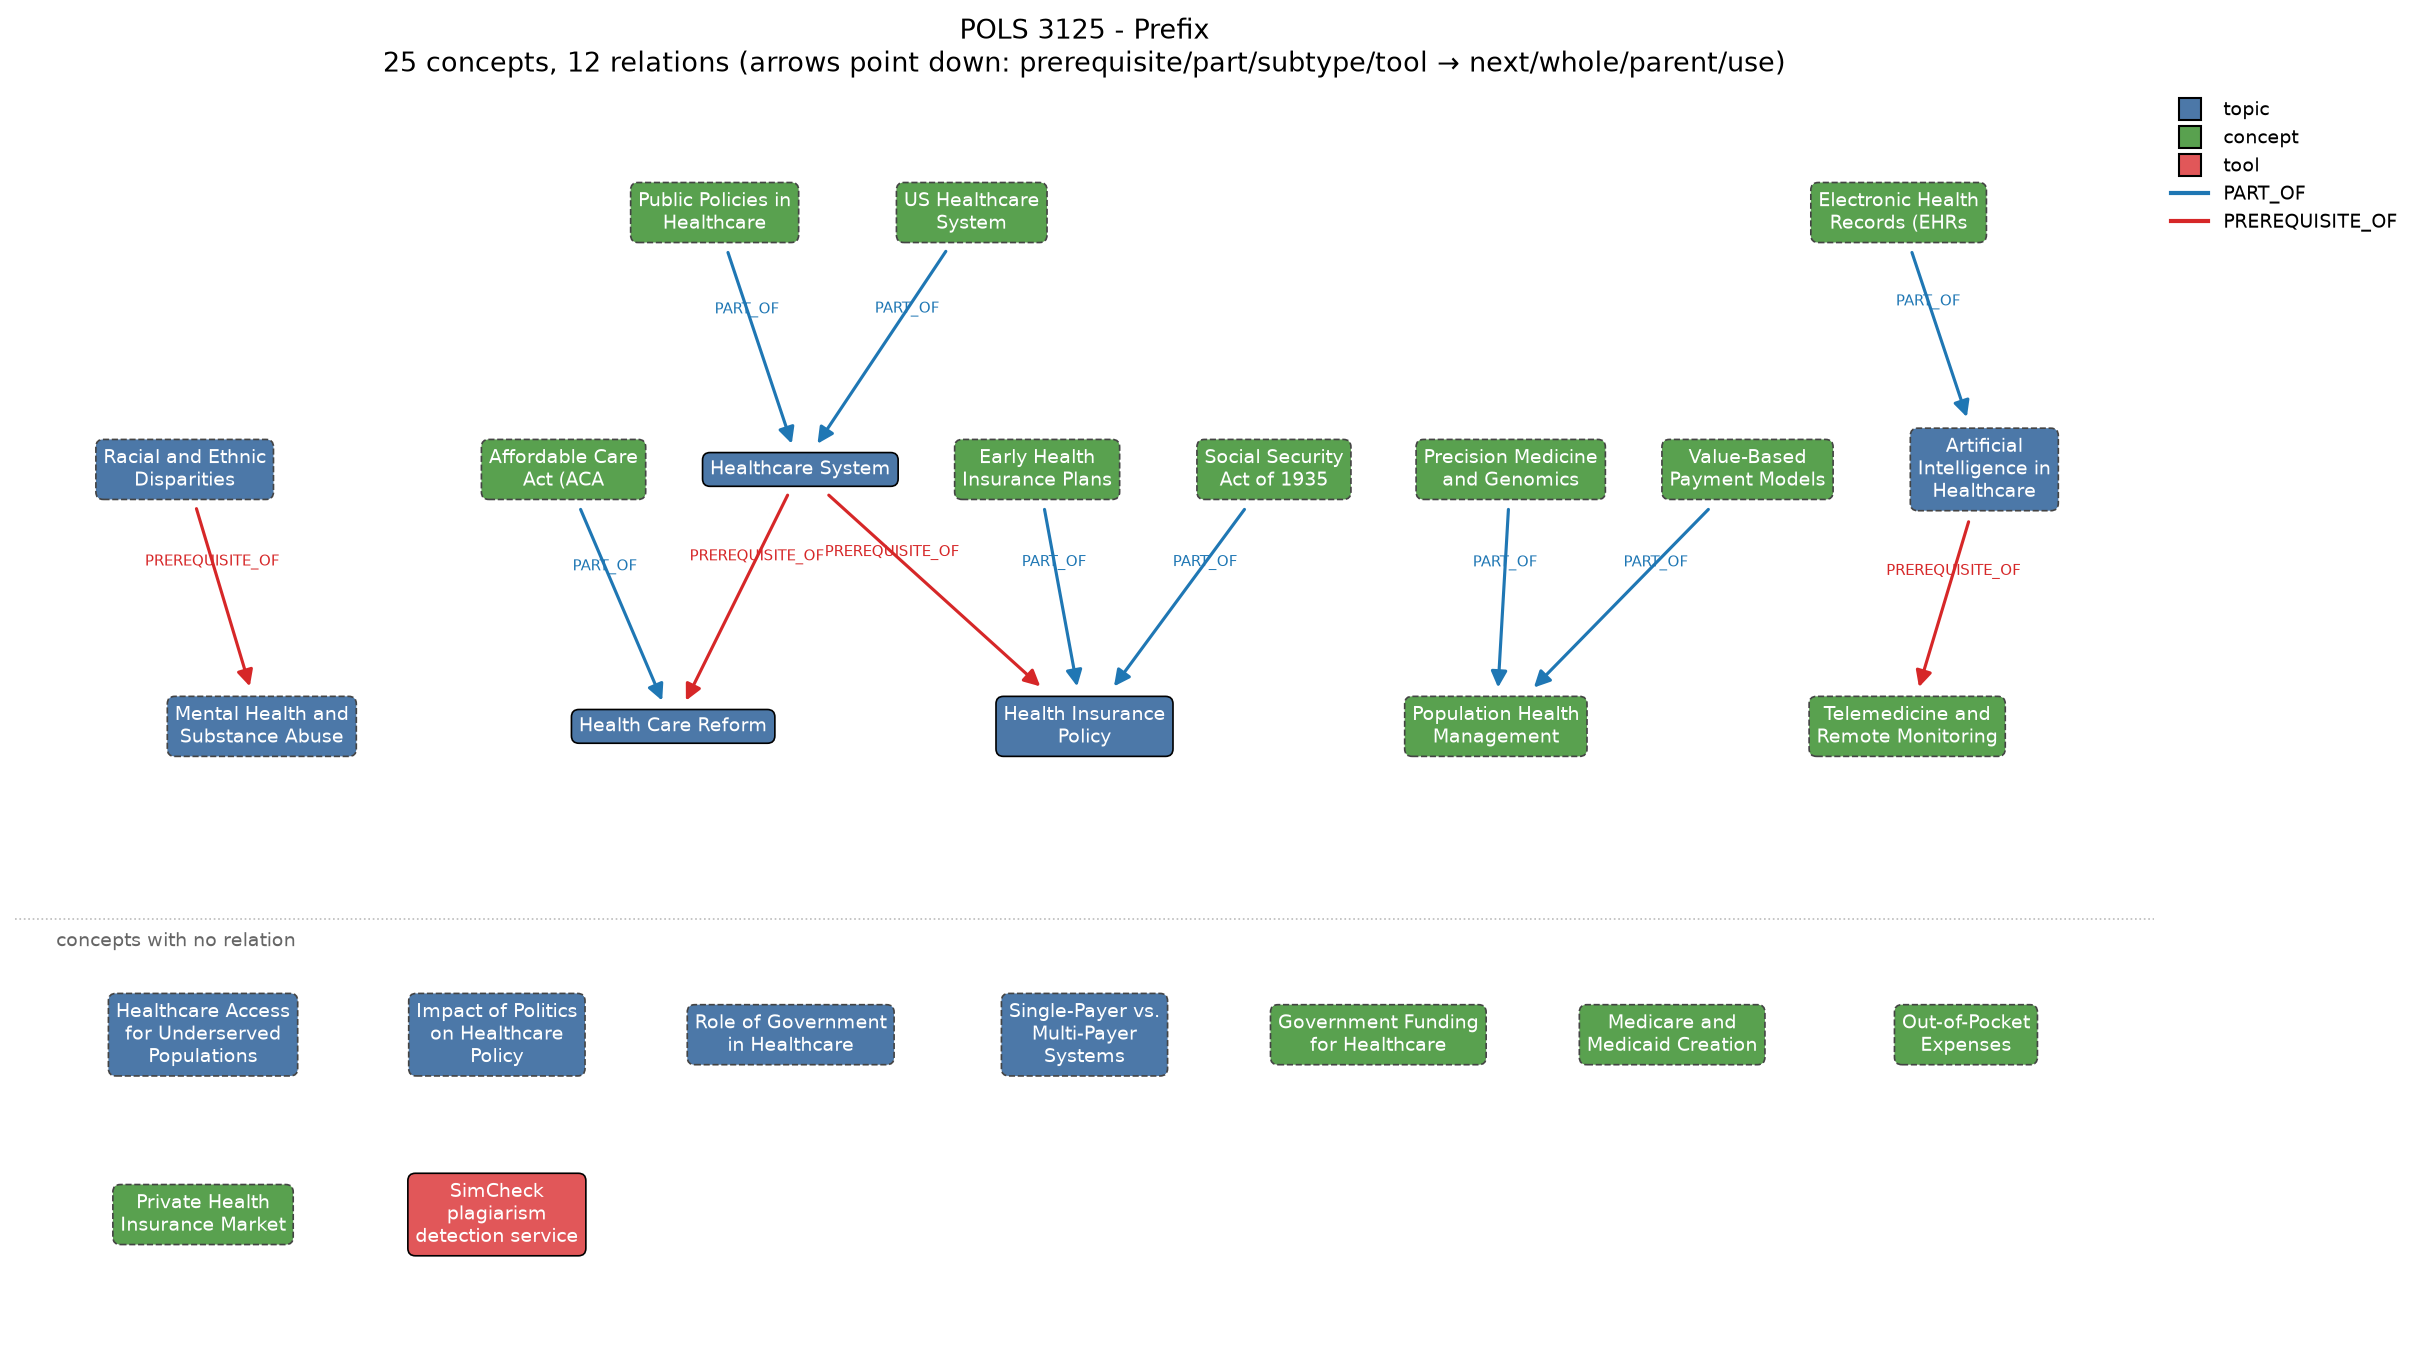 POLS 3125 - Prefix
25 concepts, 12 relations (arrows point down: prerequisite/part/subtype/tool → next/whole/parent/use)
topic
concept
tool
PART_OF
PREREQUISITE_OF
Public Policies in
Healthcare
US Healthcare
System
Electronic Health
Records (EHRs
PART_OF
PART_OF
PART_OF
Racial and Ethnic
Disparities
Affordable Care
Act (ACA
Healthcare System
Early Health
Insurance Plans
Social Security
Act of 1935
Precision Medicine
and Genomics
Value-Based
Payment Models
Artificial
Intelligence in
Healthcare
PREREQUISITE_OF
PART_OF
PREREQUISITE_OF
PREREQUISITE_OF
PART_OF
PART_OF
PART_OF
PART_OF
PREREQUISITE_OF
Mental Health and
Substance Abuse
Health Care Reform
Health Insurance
Policy
Population Health
Management
Telemedicine and
Remote Monitoring
concepts with no relation
Healthcare Access
for Underserved
Populations
Impact of Politics
on Healthcare
Policy
Role of Government
in Healthcare
Single-Payer vs.
Multi-Payer
Systems
Government Funding
for Healthcare
Medicare and
Medicaid Creation
Out-of-Pocket
Expenses
Private Health
Insurance Market
SimCheck
plagiarism
detection service